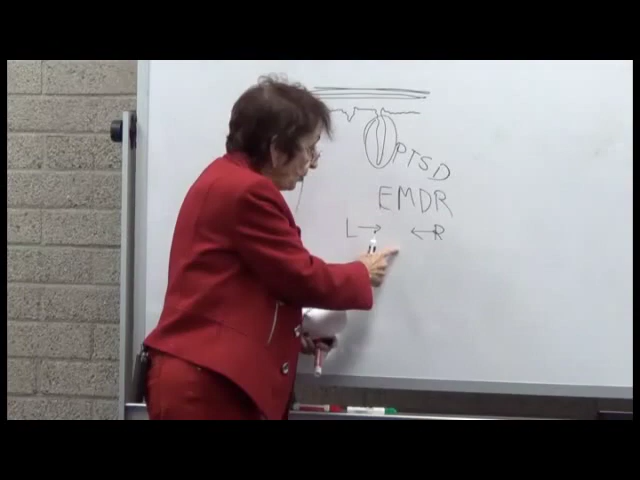 PTSD
EMDR
L → ← R